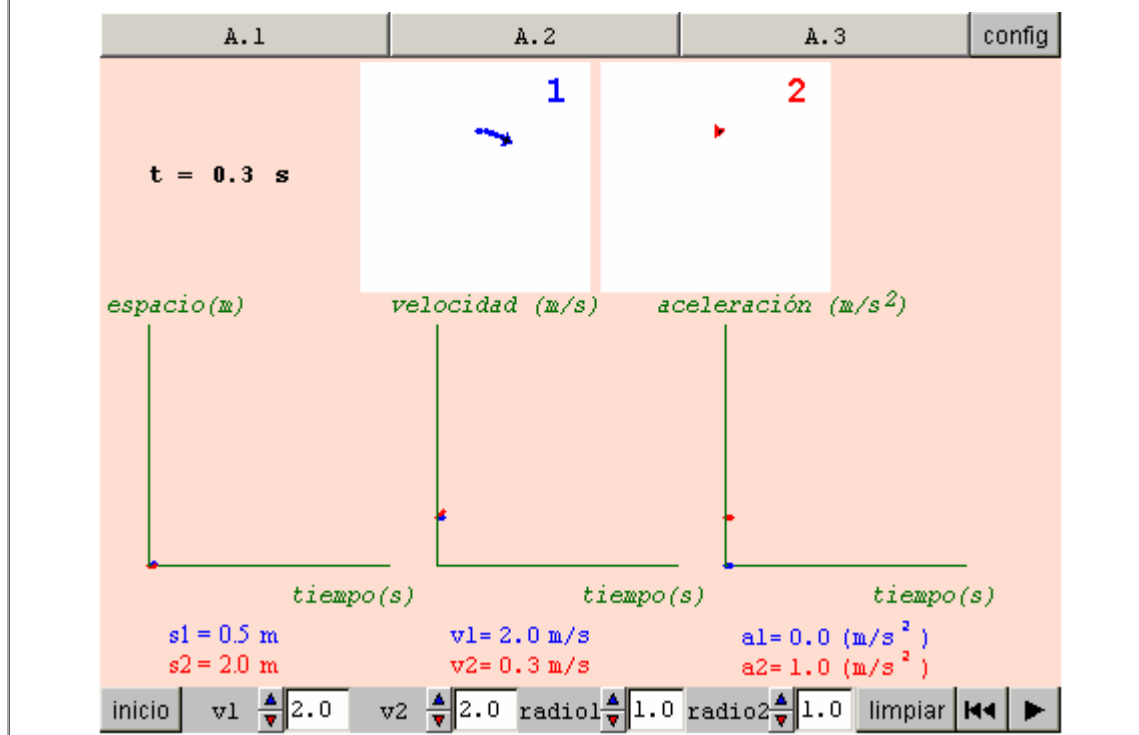 A.1 A.2 A.3 config
1 2
t = 0.3 s
espacio(m) velocidad (m/s) aceleración (m/s²)
tiempo(s) tiempo(s) tiempo(s)
s1 = 0.5 m v1= 2.0 m/s a1= 0.0 (m/s²)
s2 = 2.0 m v2= 0.3 m/s a2= 1.0 (m/s²)
inicio v1 2.0 v2 2.0 radio1 1.0 radio2 1.0 limpiar